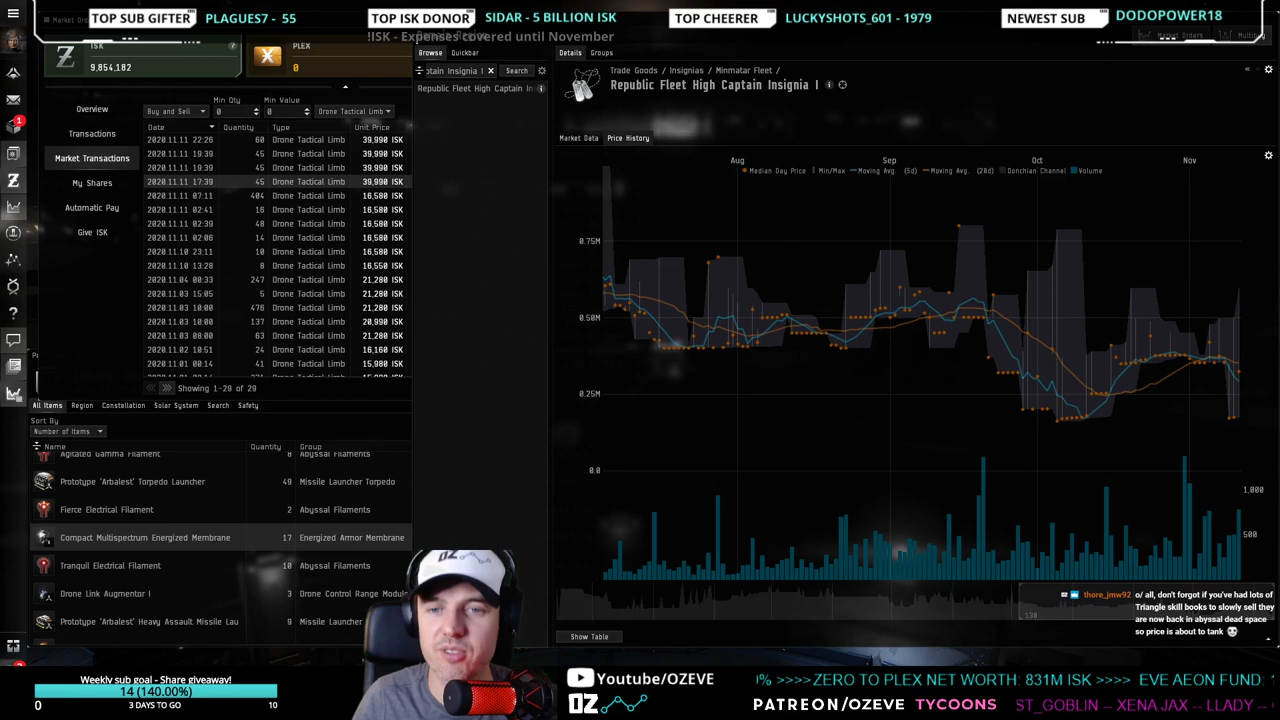 TOP SUB GIFTER PLAGUES7 - 55 TOP ISK DONOR SIDAR - 5 BILLION ISK TOP CHEERER LUCKYSHOTS_601 - 1979 NEWEST SUB DODOPOWER18
!ISK - Expenses covered until November
ISK
9,854,182
PLEX
0
Overview
Transactions
Market Transactions
My Shares
Automatic Pay
Give ISK
Min Qty Min Value
Buy and Sell 0 0 Drone Tactical Limb
Date Quantity Type Unit Price
2020.11.11 22:26 60 Drone Tactical Limb 39,990 ISK
2020.11.11 19:39 45 Drone Tactical Limb 39,990 ISK
2020.11.11 19:39 45 Drone Tactical Limb 39,990 ISK
2020.11.11 17:39 45 Drone Tactical Limb 39,990 ISK
2020.11.11 07:11 404 Drone Tactical Limb 16,580 ISK
2020.11.11 02:41 16 Drone Tactical Limb 16,580 ISK
2020.11.11 02:39 48 Drone Tactical Limb 16,580 ISK
2020.11.11 02:06 14 Drone Tactical Limb 16,580 ISK
2020.11.10 23:11 10 Drone Tactical Limb 16,580 ISK
2020.11.10 13:28 8 Drone Tactical Limb 16,550 ISK
2020.11.04 00:33 247 Drone Tactical Limb 21,280 ISK
2020.11.03 15:05 5 Drone Tactical Limb 21,280 ISK
2020.11.03 10:00 476 Drone Tactical Limb 21,280 ISK
2020.11.03 10:00 137 Drone Tactical Limb 20,990 ISK
2020.11.03 08:00 63 Drone Tactical Limb 21,280 ISK
2020.11.02 10:51 24 Drone Tactical Limb 16,160 ISK
2020.11.01 00:14 41 Drone Tactical Limb 15,980 ISK
Showing 1-29 of 29
All Items Region Constellation Solar System Search Safety
Sort By
Number of Items
Name Quantity Group
Agitated Gamma Filament 8 Abyssal Filaments
Prototype 'Arbalest' Torpedo Launcher 49 Missile Launcher Torpedo
Fierce Electrical Filament 2 Abyssal Filaments
Compact Multispectrum Energized Membrane 17 Energized Armor Membrane
Tranquil Electrical Filament 10 Abyssal Filaments
Drone Link Augmentor I 3 Drone Control Range Modul
Prototype 'Arbalest' Heavy Assault Missile Lau 9 Missile Launcher
Browse Quickbar
ptain Insignia I Search
Republic Fleet High Captain In
Details Groups
Trade Goods / Insignias / Minmatar Fleet /
Republic Fleet High Captain Insignia I
Market Data Price History
Aug Sep Oct Nov
Median Day Price Min/Max Moving Avg. (5d) Moving Avg. (20d) Donchian Channel Volume
0.75M
0.50M
0.25M
0.0
1,000
500
130
Show Table
thore_jmw92 o/ all, don't forgot if you've had lots of
Triangle skill books to slowly sell they
are now back in abyssal dead space
so price is about to tank
Weekly sub goal - Share giveaway!
14 (140.00%)
0 3 DAYS TO GO 10
OZ
Youtube/OZEVE
0% >>>>ZERO TO PLEX NET WORTH: 831M ISK >>>> EVE AEON FUND: 1
OZ
PATREON/OZEVE TYCOONS
ST_GOBLIN -- XENA JAX -- LLADY --